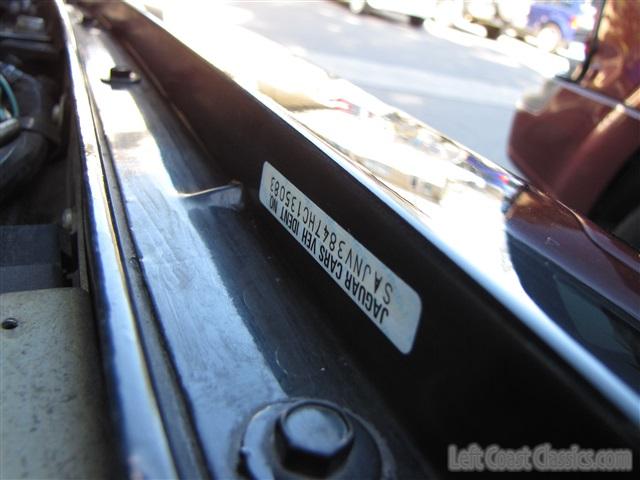 JAGUAR CARS VEH IDENT NO
SAJNV3847HC135083
Left Coast Classics.com